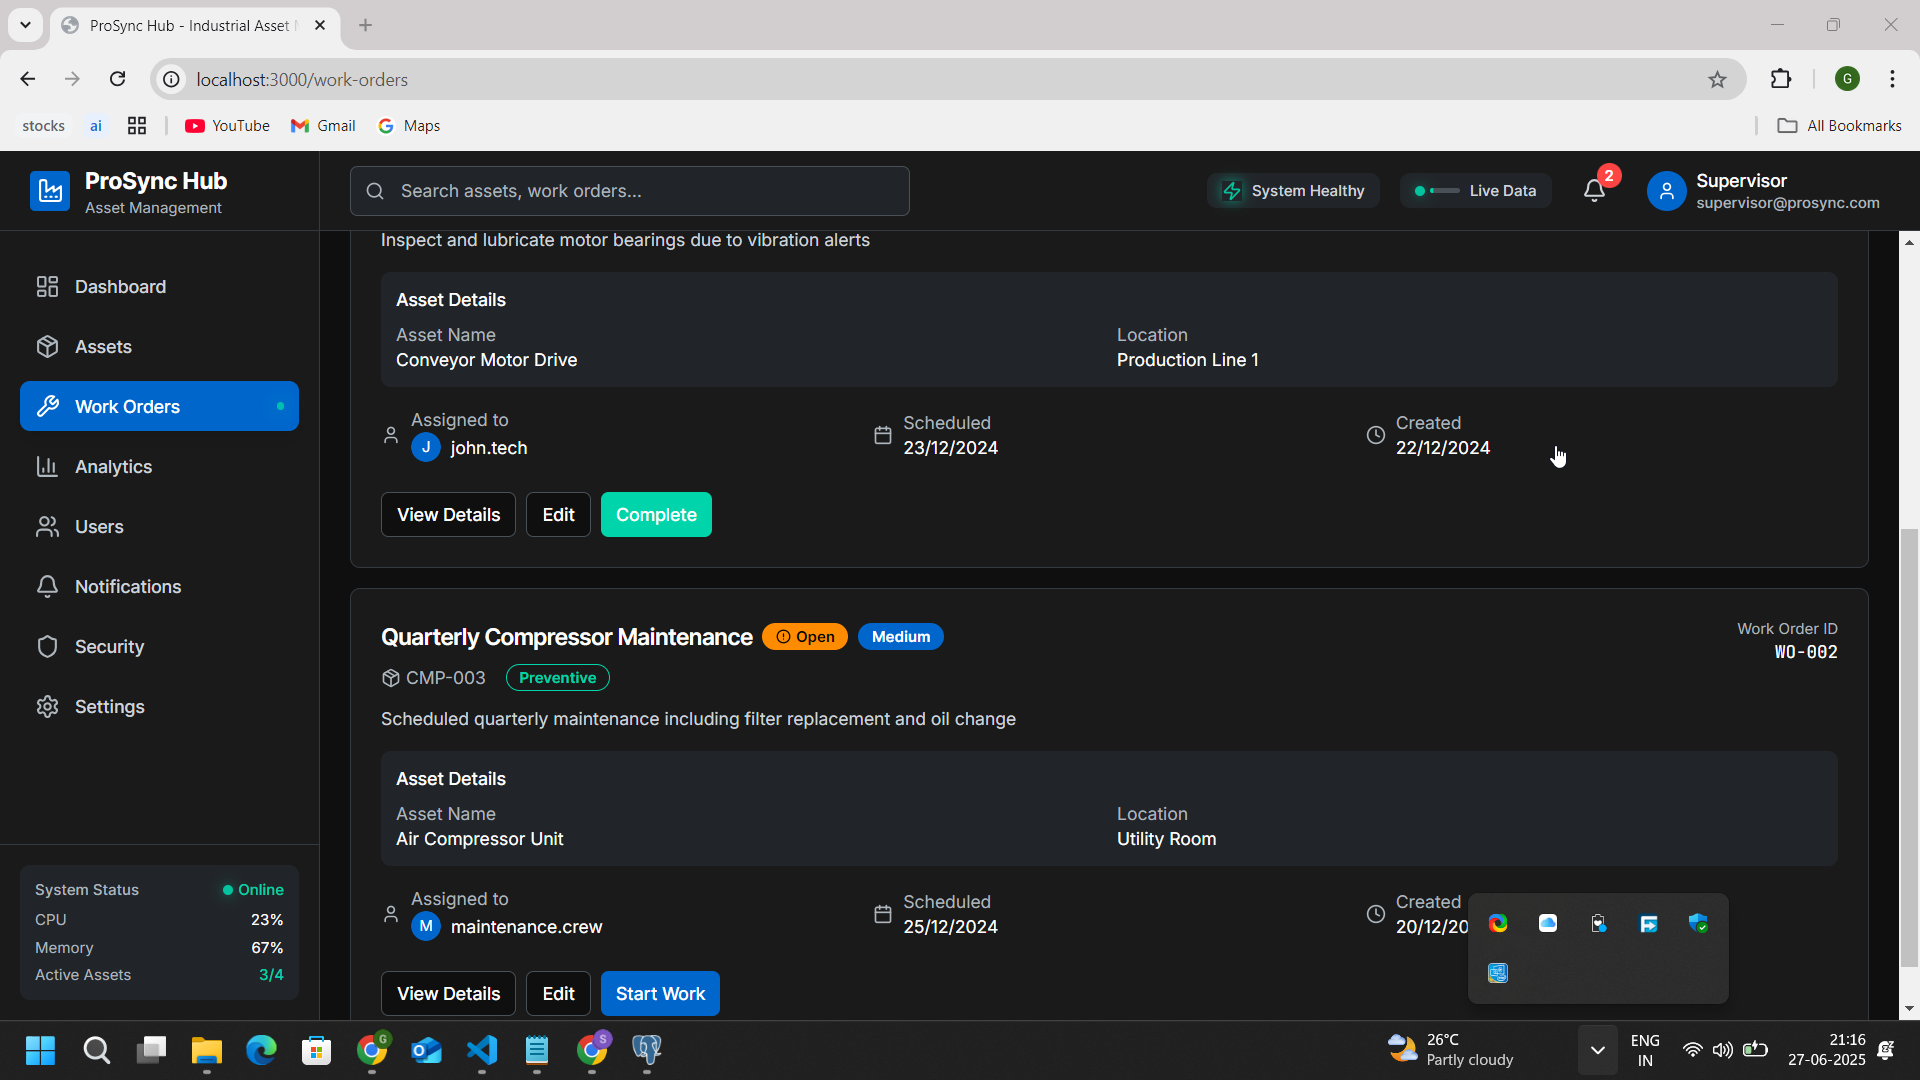 ProSync Hub - Industrial Asset
localhost:3000/work-orders
stocks
ai
YouTube
Gmail
Maps
All Bookmarks
G
ProSync Hub
Asset Management
Search assets, work orders...
System Healthy
Live Data
2
Supervisor
supervisor@prosync.com
Dashboard
Assets
Work Orders
Analytics
Users
Notifications
Security
Settings
System Status
Online
CPU 23%
Memory 67%
Active Assets 3/4
Inspect and lubricate motor bearings due to vibration alerts
Asset Details
Asset Name
Conveyor Motor Drive
Location
Production Line 1
Assigned to
J john.tech
Scheduled
23/12/2024
Created
22/12/2024
View Details
Edit
Complete
Quarterly Compressor Maintenance
Open
Medium
Work Order ID
WO-002
CMP-003
Preventive
Scheduled quarterly maintenance including filter replacement and oil change
Asset Details
Asset Name
Air Compressor Unit
Location
Utility Room
Assigned to
M maintenance.crew
Scheduled
25/12/2024
Created
20/12/20
View Details
Edit
Start Work
G
S
26°C
Partly cloudy
ENG
IN
21:16
27-06-2025